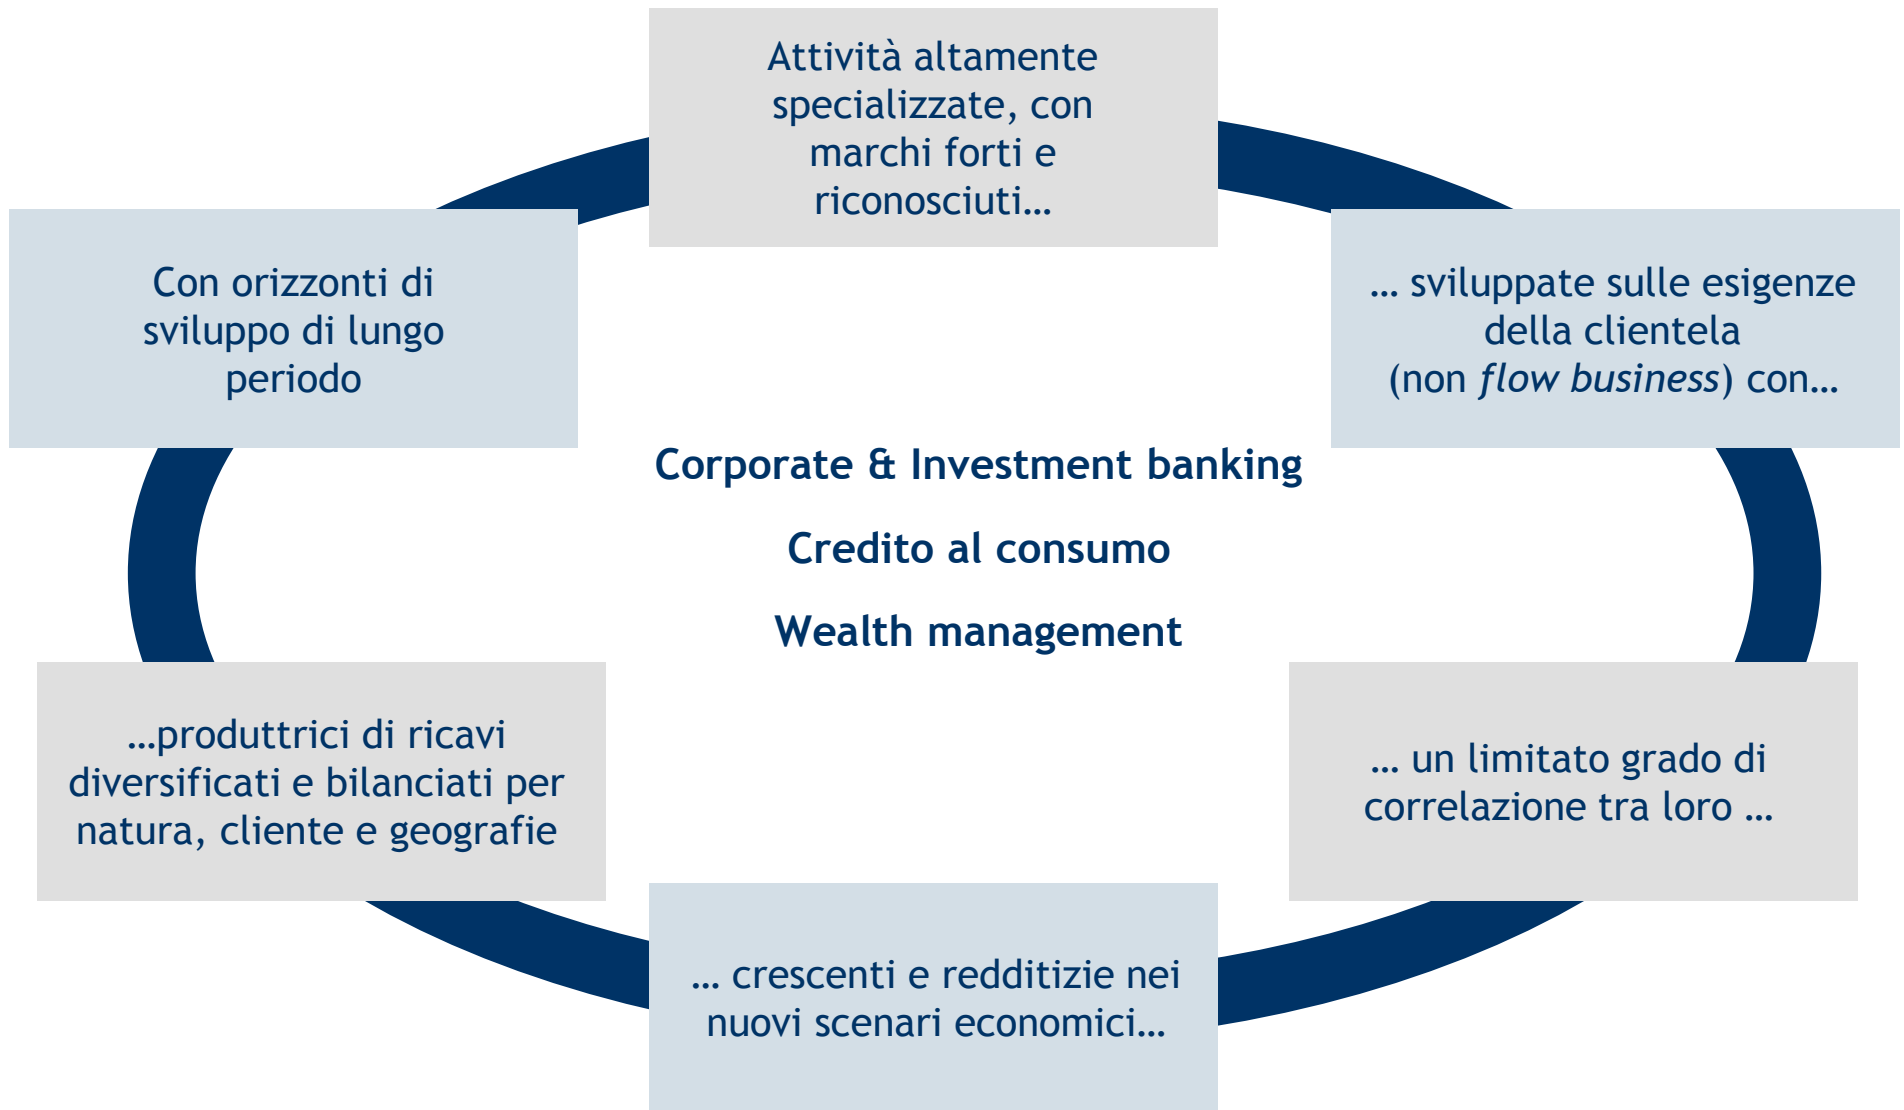 Attività altamente
specializzate, con
marchi forti e
riconosciuti…
… sviluppate sulle esigenze
della clientela
(non flow business) con…
… un limitato grado di
correlazione tra loro …
… crescenti e redditizie nei
nuovi scenari economici…
…produttrici di ricavi
diversificati e bilanciati per
natura, cliente e geografie
Con orizzonti di
sviluppo di lungo
periodo
Corporate & Investment banking
Credito al consumo
Wealth management